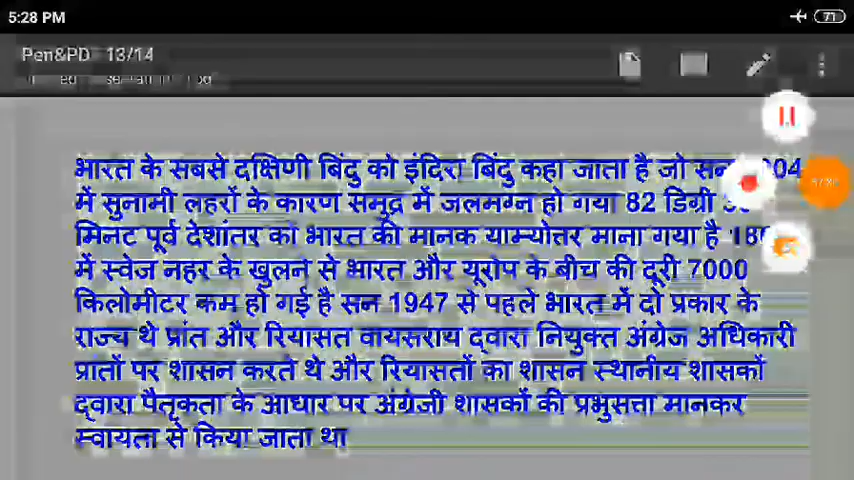 5:28 PM
71
Pen&PD 13/14
भारत के सबसे दक्षिणी बिंदु को इंदिरा बिंदु कहा जाता है जो सन
में सुनामी लहरों के कारण समुद्र में जलमग्न हो गया 82 डिग्री
मिनट पूर्व देशांतर को भारत की मानक याम्योत्तर माना गया है
में स्वेज नहर के खुलने से भारत और यूरोप के बीच की दूरी 7000
किलोमीटर कम हो गई है सन 1947 से पहले भारत में दो प्रकार के
राज्य थे प्रांत और रियासत वायसराय द्वारा नियुक्त अंग्रेज अधिकारी
प्रातों पर शासन करते थे और रियासतों का शासन स्थानीय शासकों
द्वारा पैतृकता के आधार पर अंग्रेजी शासकों की प्रभुसत्ता मानकर
स्वायता से किया जाता था